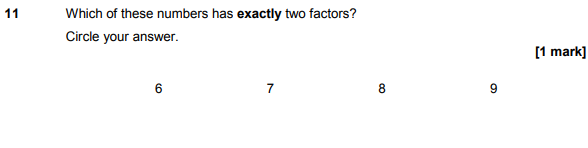 11 Which of these numbers has exactly two factors?
Circle your answer.
[1 mark]
6 7 8 9